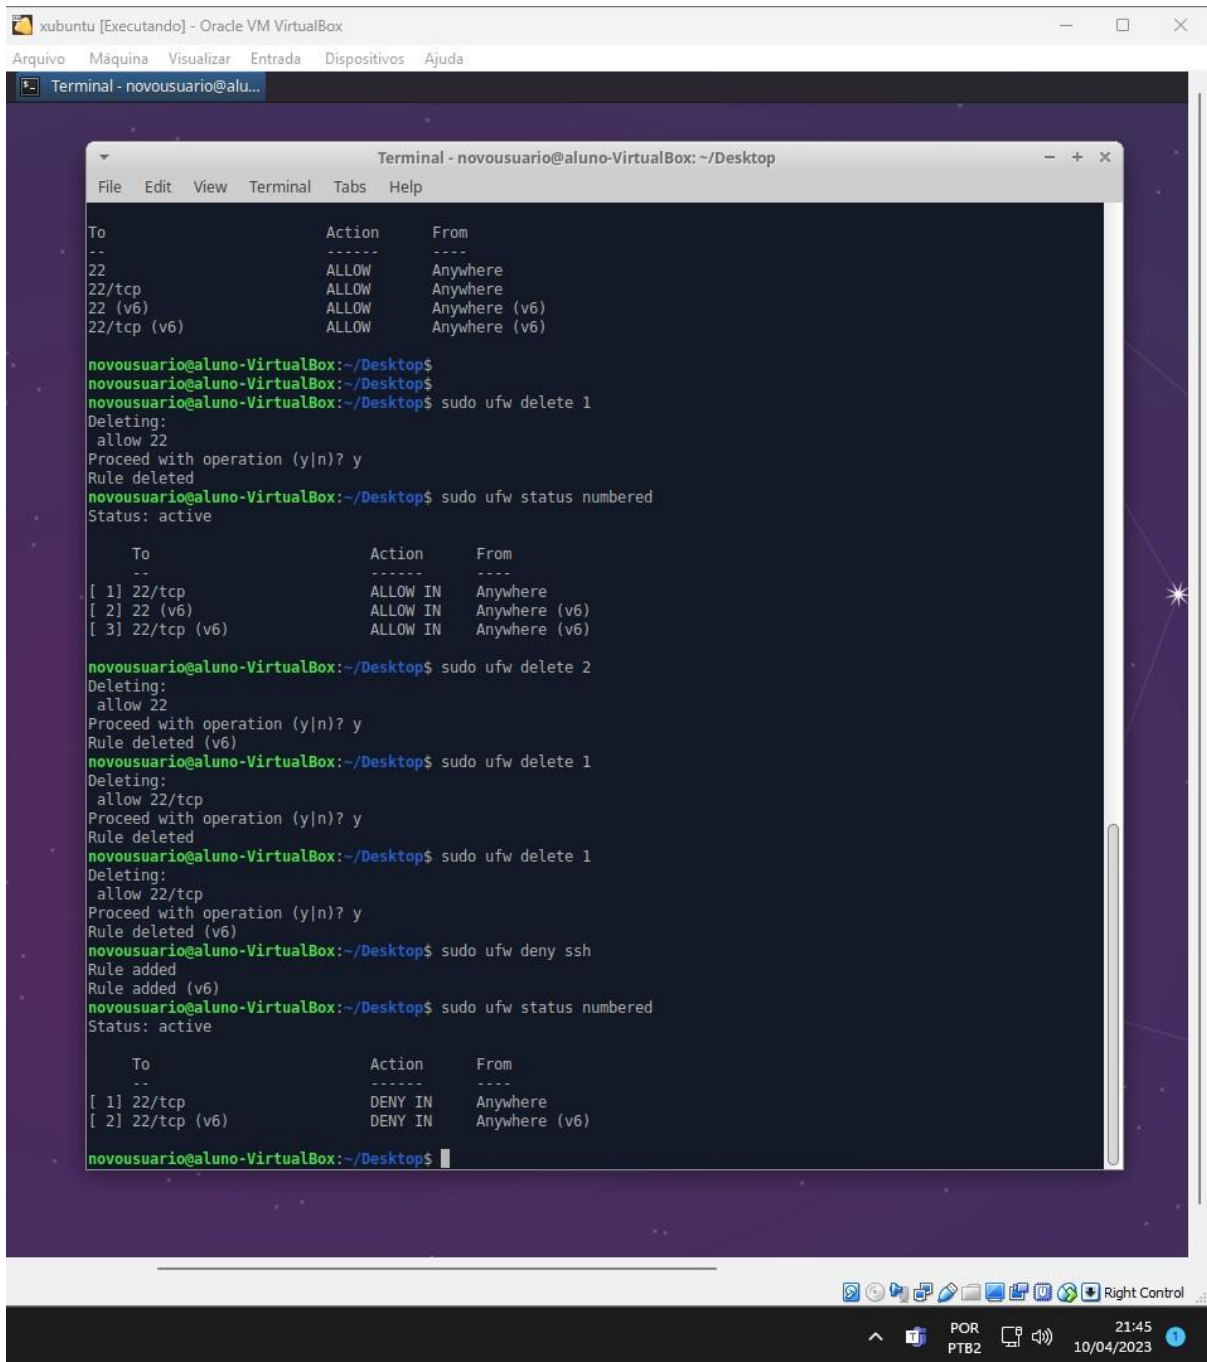 xubuntu [Executando] - Oracle VM VirtualBox
Arquivo Máquina Visualizar Entrada Dispositivos Ajuda
Terminal - novousuario@alu...
Terminal - novousuario@aluno-VirtualBox: ~/Desktop
File Edit View Terminal Tabs Help
To Action From
-- ------ ----
22 ALLOW Anywhere
22/tcp ALLOW Anywhere
22 (v6) ALLOW Anywhere (v6)
22/tcp (v6) ALLOW Anywhere (v6)
novousuario@aluno-VirtualBox:~/Desktop$
novousuario@aluno-VirtualBox:~/Desktop$
novousuario@aluno-VirtualBox:~/Desktop$ sudo ufw delete 1
Deleting:
allow 22
Proceed with operation (y|n)? y
Rule deleted
novousuario@aluno-VirtualBox:~/Desktop$ sudo ufw status numbered
Status: active
To Action From
-- ------ ----
[ 1] 22/tcp ALLOW IN Anywhere
[ 2] 22 (v6) ALLOW IN Anywhere (v6)
[ 3] 22/tcp (v6) ALLOW IN Anywhere (v6)
novousuario@aluno-VirtualBox:~/Desktop$ sudo ufw delete 2
Deleting:
allow 22
Proceed with operation (y|n)? y
Rule deleted (v6)
novousuario@aluno-VirtualBox:~/Desktop$ sudo ufw delete 1
Deleting:
allow 22/tcp
Proceed with operation (y|n)? y
Rule deleted
novousuario@aluno-VirtualBox:~/Desktop$ sudo ufw delete 1
Deleting:
allow 22/tcp
Proceed with operation (y|n)? y
Rule deleted (v6)
novousuario@aluno-VirtualBox:~/Desktop$ sudo ufw deny ssh
Rule added
Rule added (v6)
novousuario@aluno-VirtualBox:~/Desktop$ sudo ufw status numbered
Status: active
To Action From
-- ------ ----
[ 1] 22/tcp DENY IN Anywhere
[ 2] 22/tcp (v6) DENY IN Anywhere (v6)
novousuario@aluno-VirtualBox:~/Desktop$
Right Control
POR 21:45
PTB2 10/04/2023 1